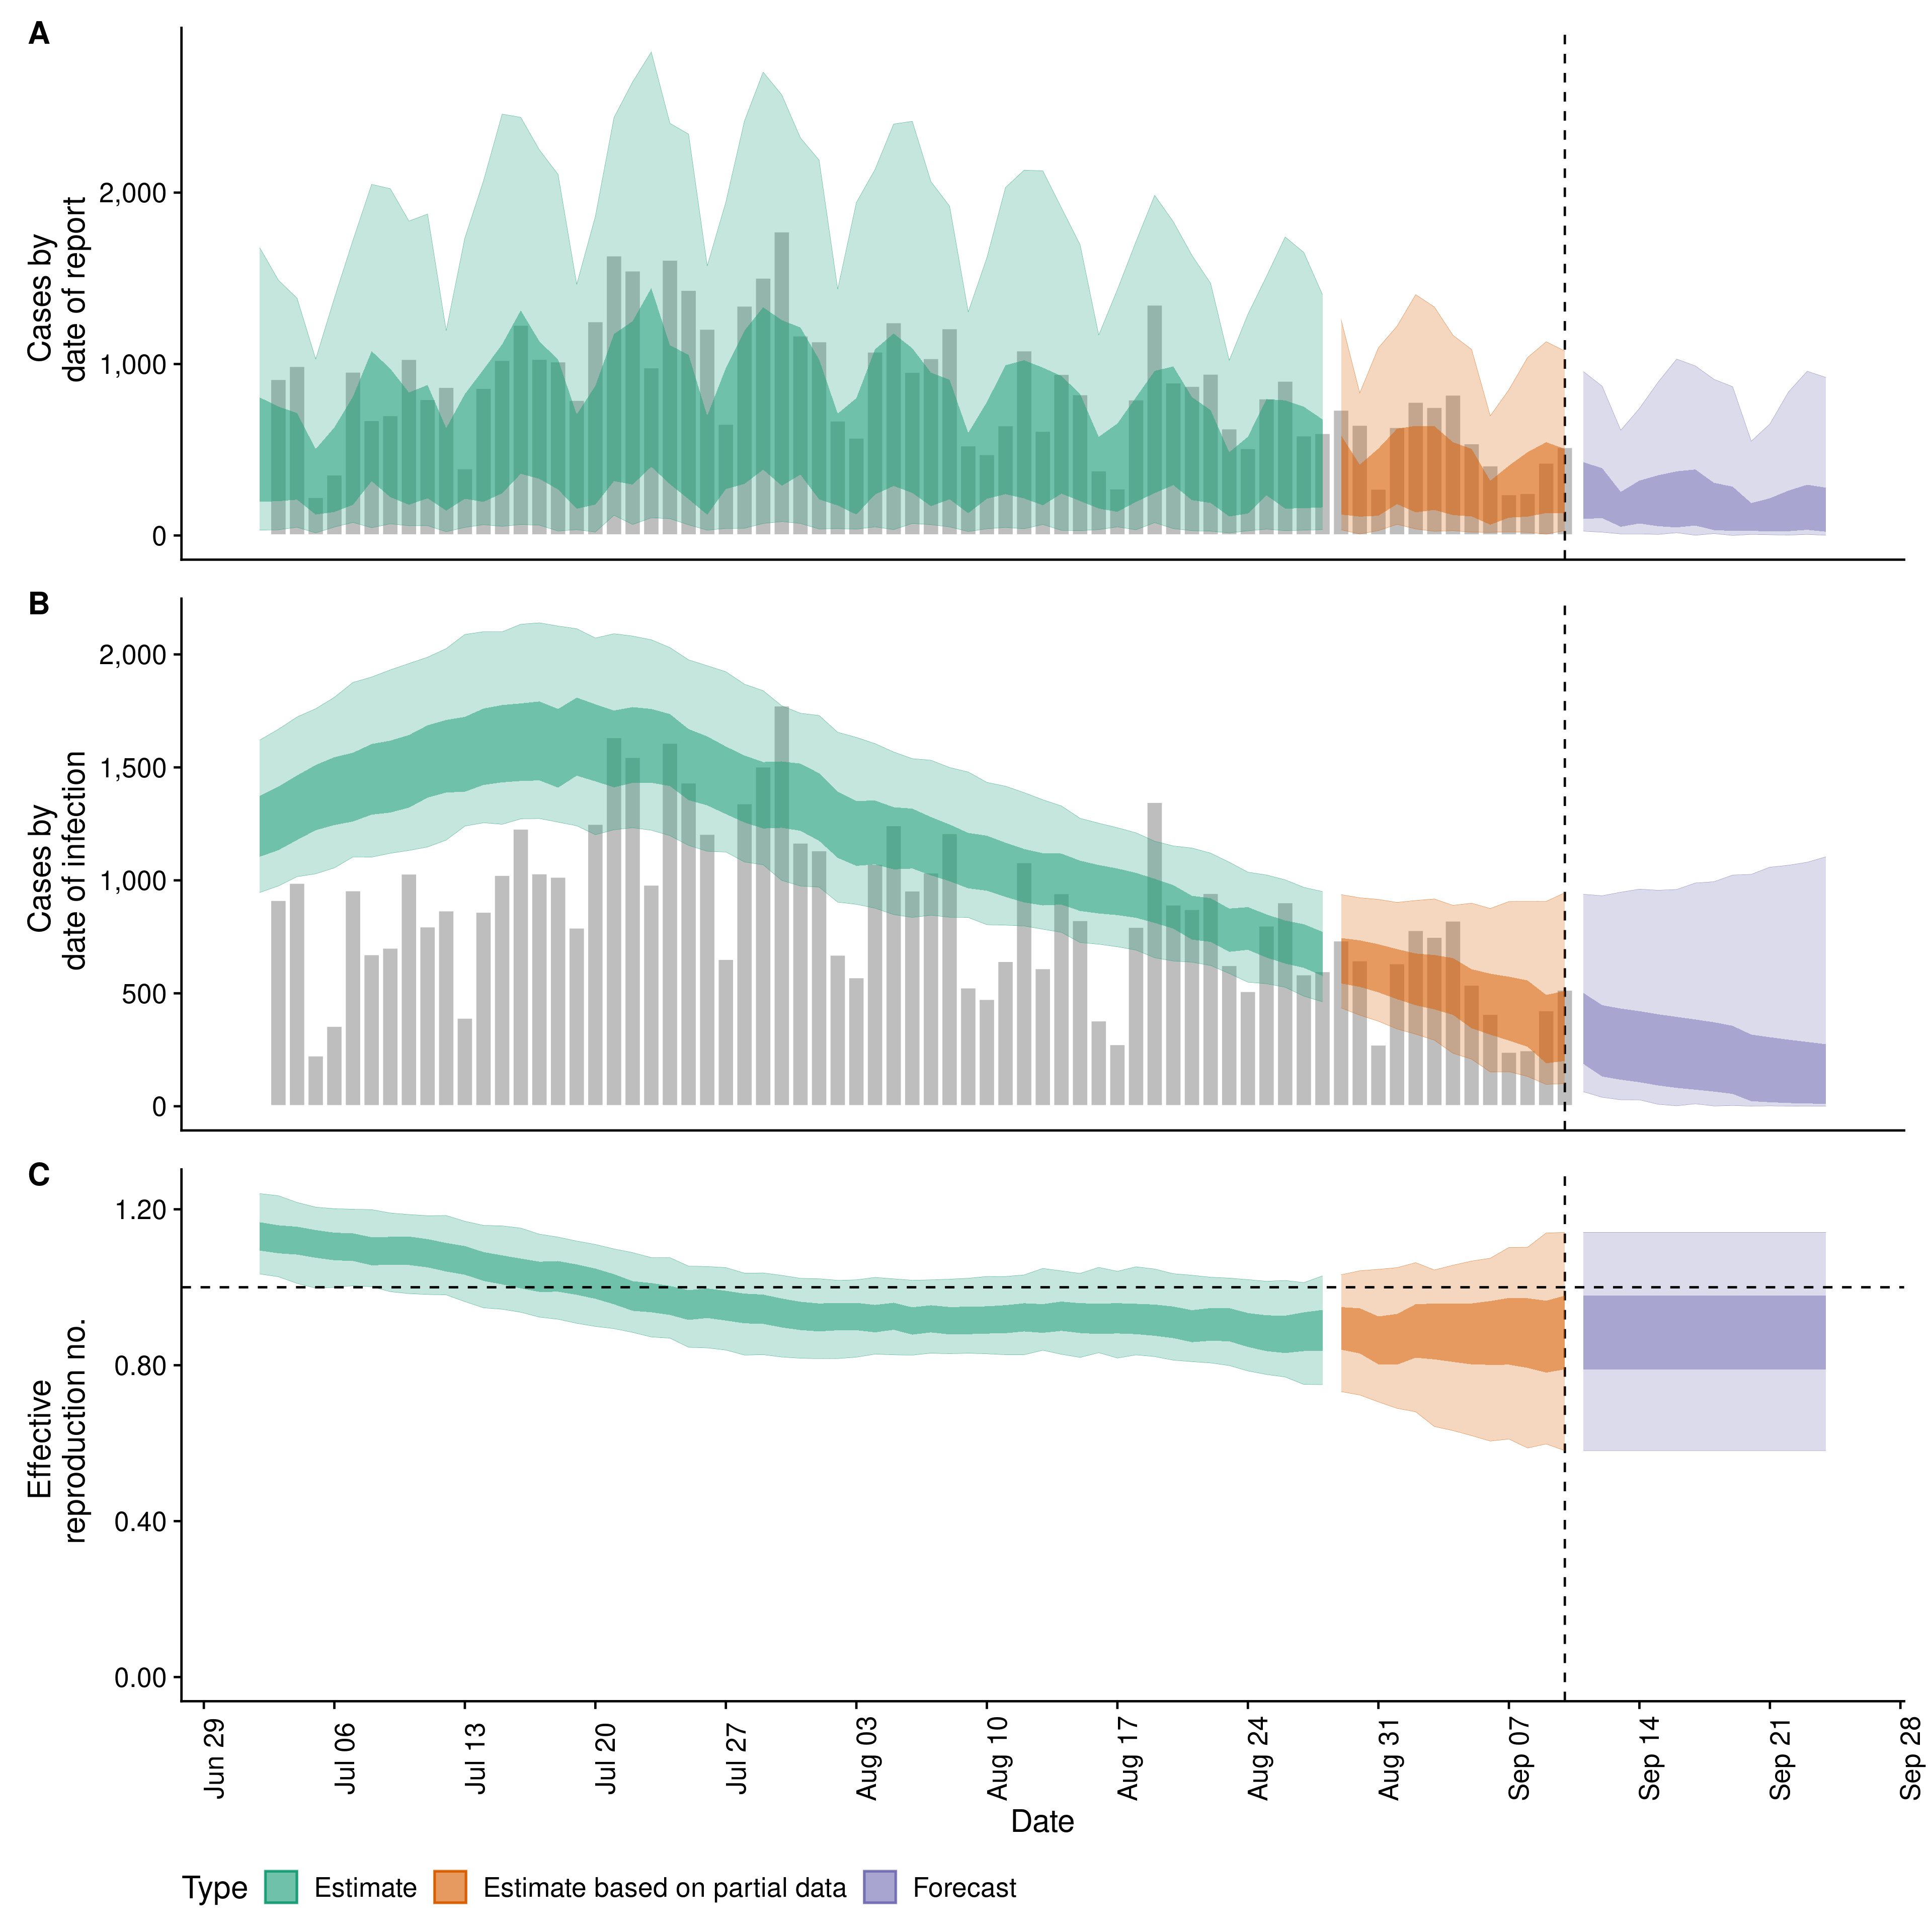 A
Cases by
date of report
2,000
1,000
0
B
Cases by
date of infection
2,000
1,500
1,000
500
0
C
Effective
reproduction no.
1.20
0.80
0.40
0.00
Jun 29
Jul 06
Jul 13
Jul 20
Jul 27
Aug 03
Aug 10
Aug 17
Aug 24
Aug 31
Sep 07
Sep 14
Sep 21
Sep 28
Date
Type Estimate Estimate based on partial data Forecast